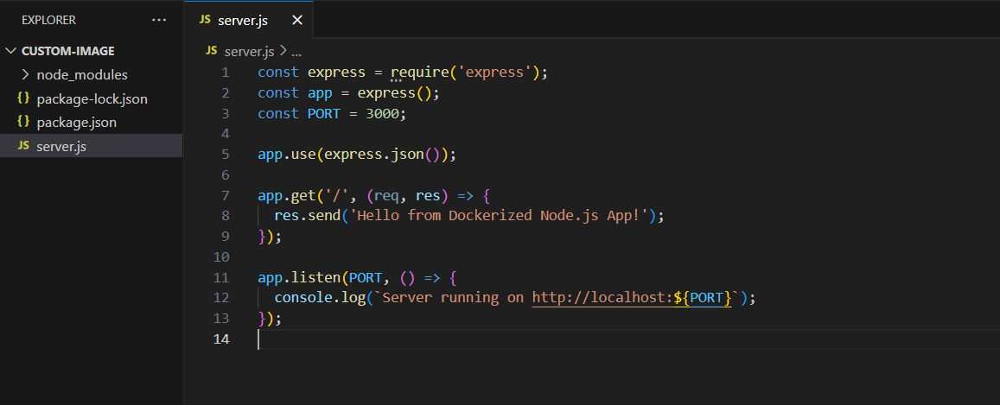 EXPLORER ...
CUSTOM-IMAGE
node_modules
{} package-lock.json
{} package.json
JS server.js
JS server.js
JS server.js > ...
1 const express = require('express');
2 const app = express();
3 const PORT = 3000;
4
5 app.use(express.json());
6
7 app.get('/', (req, res) => {
8   res.send('Hello from Dockerized Node.js App!');
9 });
10
11 app.listen(PORT, () => {
12   console.log(`Server running on http://localhost:${PORT}`);
13 });
14